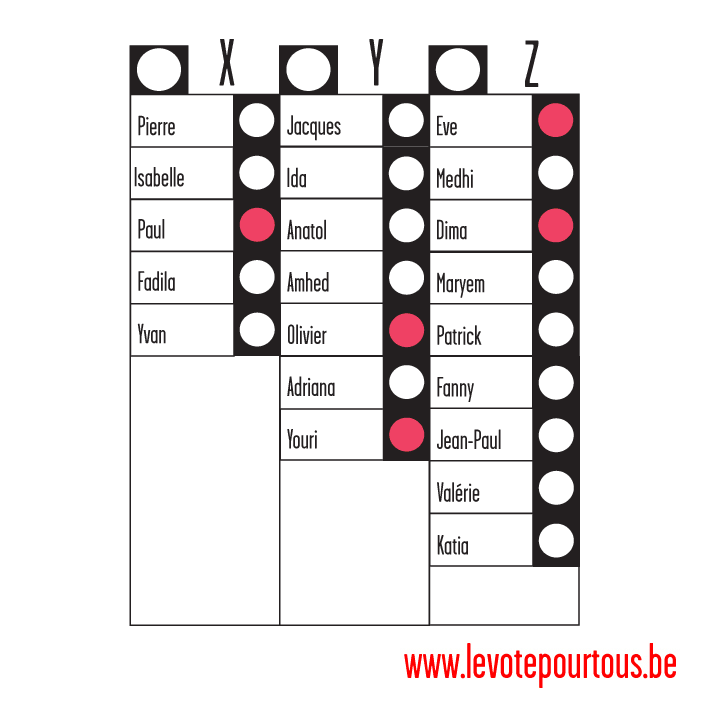 X Y Z
Pierre Jacques Eve
Isabelle Ida Medhi
Paul Anatol Dima
Fadila Amhed Maryem
Yvan Olivier Patrick
Adriana Fanny
Youri Jean-Paul
Valérie
Katia
www.levotepourtous.be